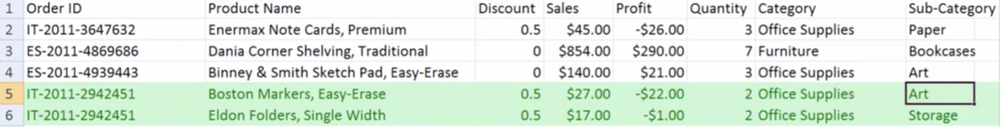 1 Order ID Product Name Discount Sales Profit Quantity Category Sub-Category
2 IT-2011-3647632 Enermax Note Cards, Premium 0.5 $45.00 -$26.00 3 Office Supplies Paper
3 ES-2011-4869686 Dania Corner Shelving, Traditional 0 $854.00 $290.00 7 Furniture Bookcases
4 ES-2011-4939443 Binney & Smith Sketch Pad, Easy-Erase 0 $140.00 $21.00 3 Office Supplies Art
5 IT-2011-2942451 Boston Markers, Easy-Erase 0.5 $27.00 -$22.00 2 Office Supplies Art
6 IT-2011-2942451 Eldon Folders, Single Width 0.5 $17.00 -$1.00 2 Office Supplies Storage